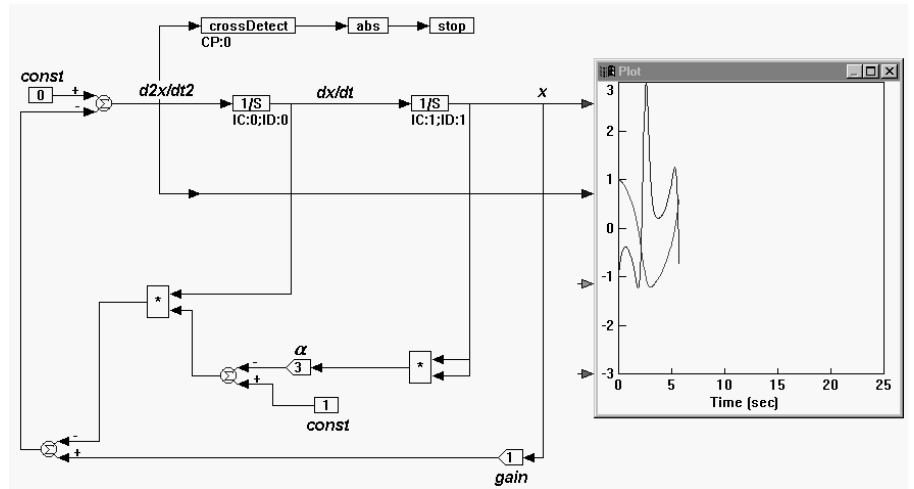 crossDetect
abs
stop
CP:0
const
0
+
-
Σ
d2x/dt2
1/S
IC:0;ID:0
dx/dt
1/S
IC:1;ID:1
x
Plot
3
2
1
0
-1
-2
-3
0
5
10
15
20
25
Time (sec)
*
α
3
*
-
Σ
+
1
const
-
Σ
+
1
gain